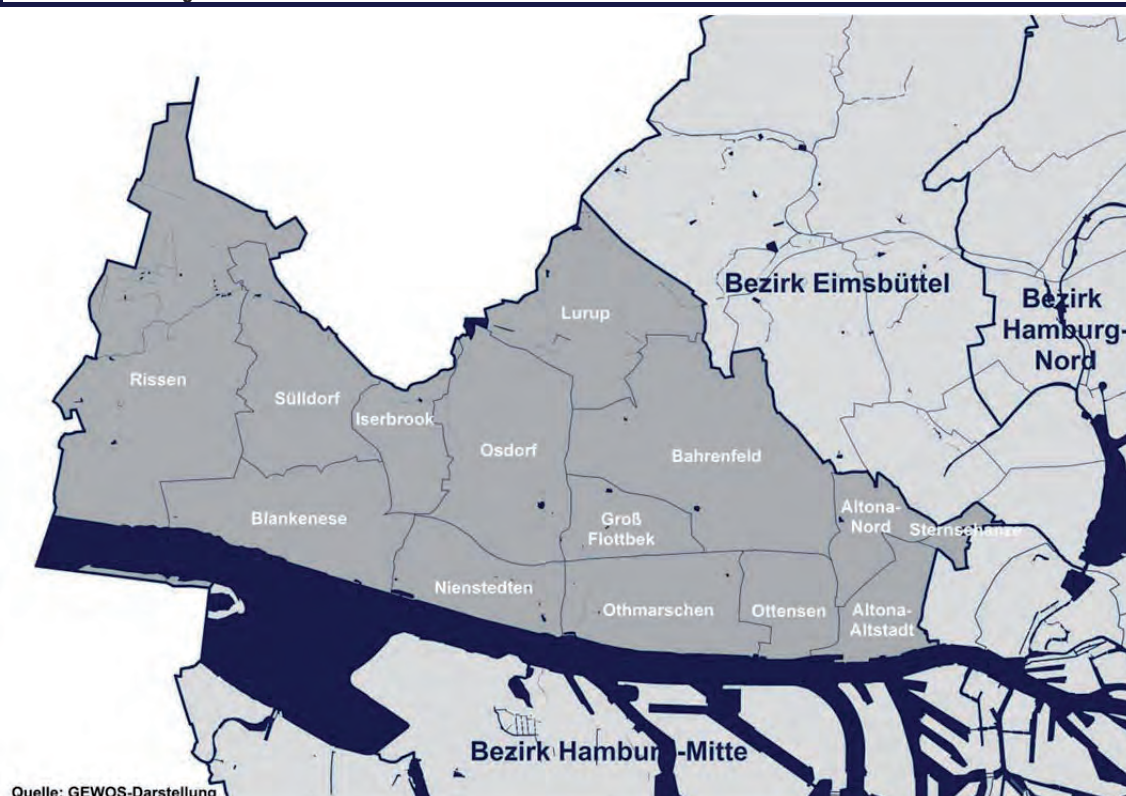 Bezirk Eimsbüttel
Bezirk
Hamburg-
Nord
Lurup
Rissen
Sülldorf
Iserbrook
Osdorf
Bahrenfeld
Blankenese
Groß
Flottbek
Altona-
Nord
Sternschanze
Nienstedten
Othmarschen
Ottensen
Altona-
Altstadt
Bezirk Hamburg-Mitte
Quelle: GEWOS-Darstellung